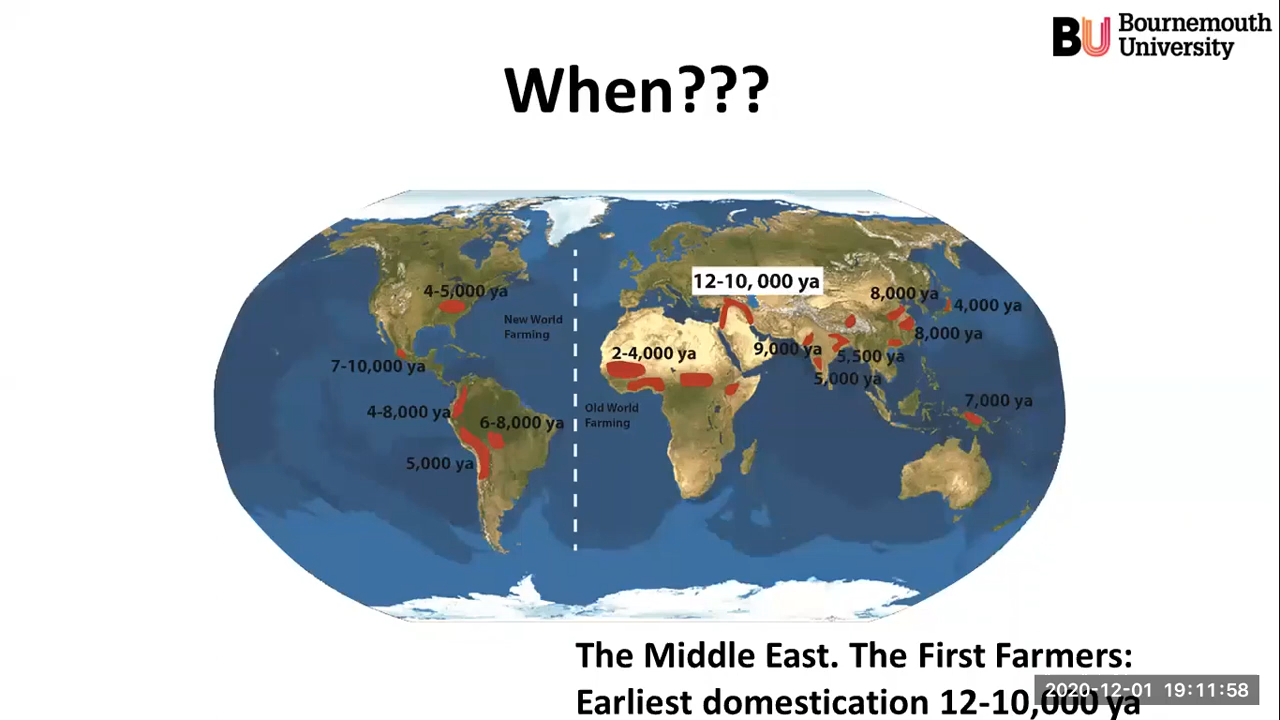 BU Bournemouth
University
When???
12-10, 000 ya
4-5,000 ya
8,000 ya
4,000 ya
New World
Farming
8,000 ya
2-4,000 ya
9,000 ya
5,500 ya
7-10,000 ya
5,000 ya
4-8,000 ya
Old World
Farming
7,000 ya
6-8,000 ya
5,000 ya
The Middle East. The First Farmers:
Earliest domestication 12-10,000 ya
2020-12-01 19:11:58